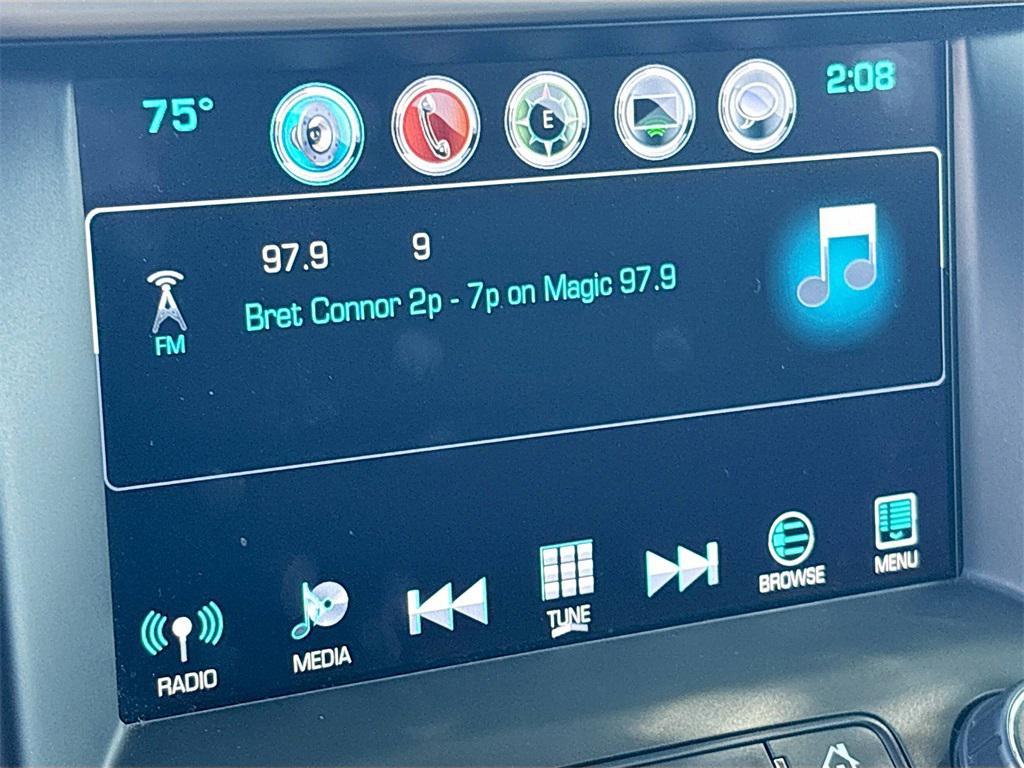 75° E 2:08
97.9 9
Bret Connor 2p - 7p on Magic 97.9
FM
RADIO MEDIA TUNE BROWSE MENU